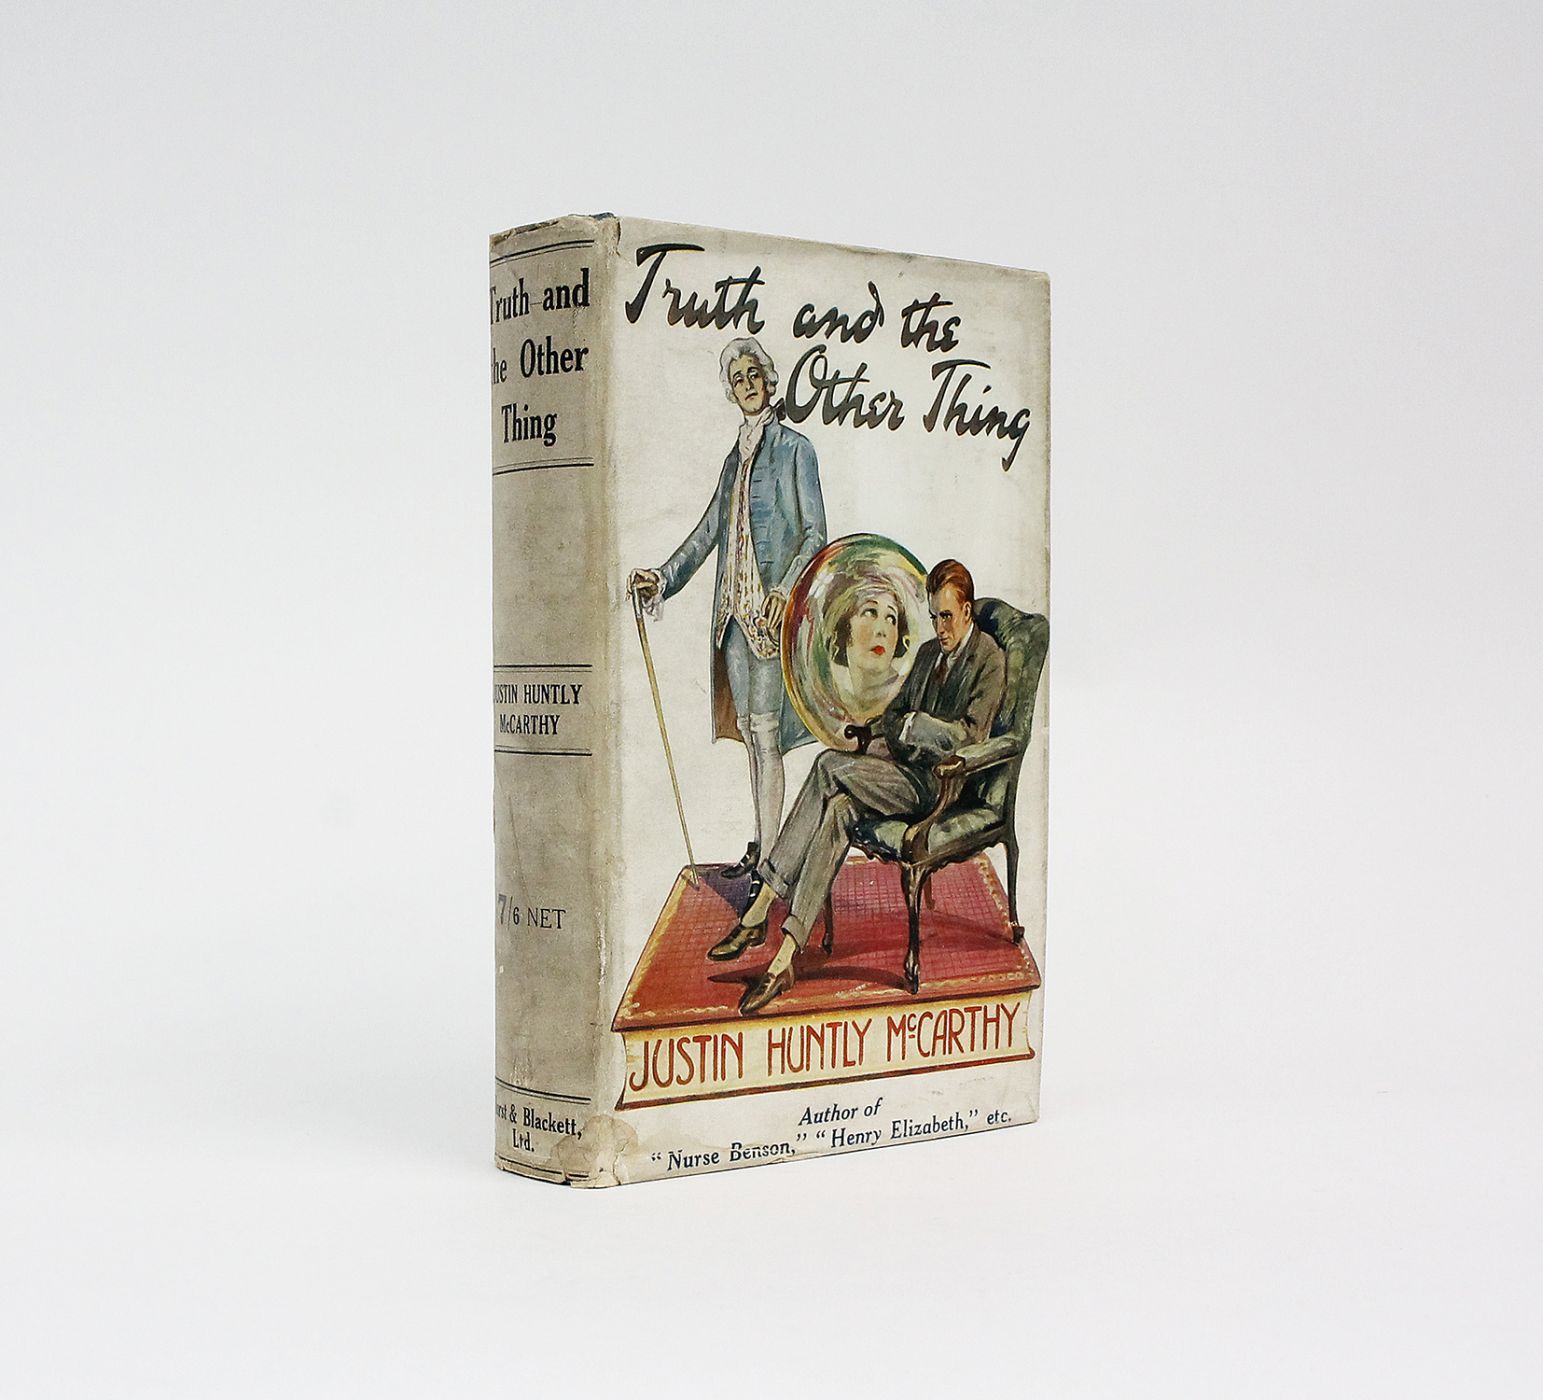 Truth and
the Other
Thing
JUSTIN HUNTLY
McCARTHY
7/6 NET
& Blackett,
Ltd.
Truth and the
Other Thing
JUSTIN HUNTLY McCARTHY
Author of
"Nurse Benson," "Henry Elizabeth," etc.